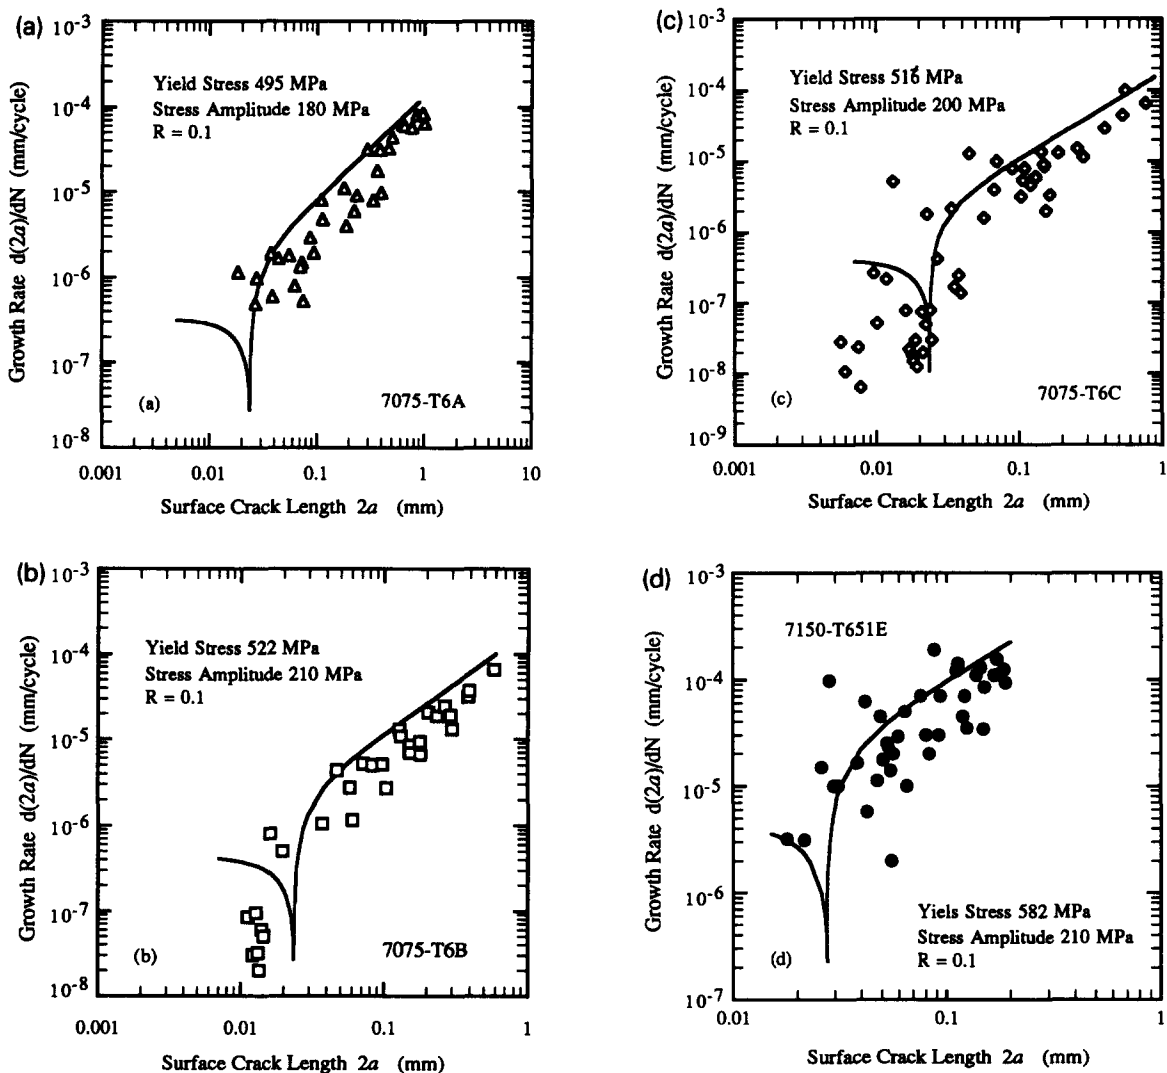 (a)
10-3
10-4
10-5
10-6
10-7
10-8
Growth Rate d(2a)/dN (mm/cycle)
Yield Stress 495 MPa
Stress Amplitude 180 MPa
R = 0.1
(a)
7075-T6A
0.001
0.01
0.1
1
10
Surface Crack Length 2a (mm)
(c)
10-3
10-4
10-5
10-6
10-7
10-8
10-9
Growth Rate d(2a)/dN (mm/cycle)
Yield Stress 516 MPa
Stress Amplitude 200 MPa
R = 0.1
(c)
7075-T6C
0.001
0.01
0.1
1
Surface Crack Length 2a (mm)
(b)
10-3
10-4
10-5
10-6
10-7
10-8
Growth Rate d(2a)/dN (mm/cycle)
Yield Stress 522 MPa
Stress Amplitude 210 MPa
R = 0.1
(b)
7075-T6B
0.001
0.01
0.1
1
Surface Crack Length 2a (mm)
(d)
10-3
10-4
10-5
10-6
10-7
Growth Rate d(2a)/dN (mm/cycle)
7150-T651E
Yiels Stress 582 MPa
Stress Amplitude 210 MPa
R = 0.1
(d)
0.01
0.1
1
Surface Crack Length 2a (mm)